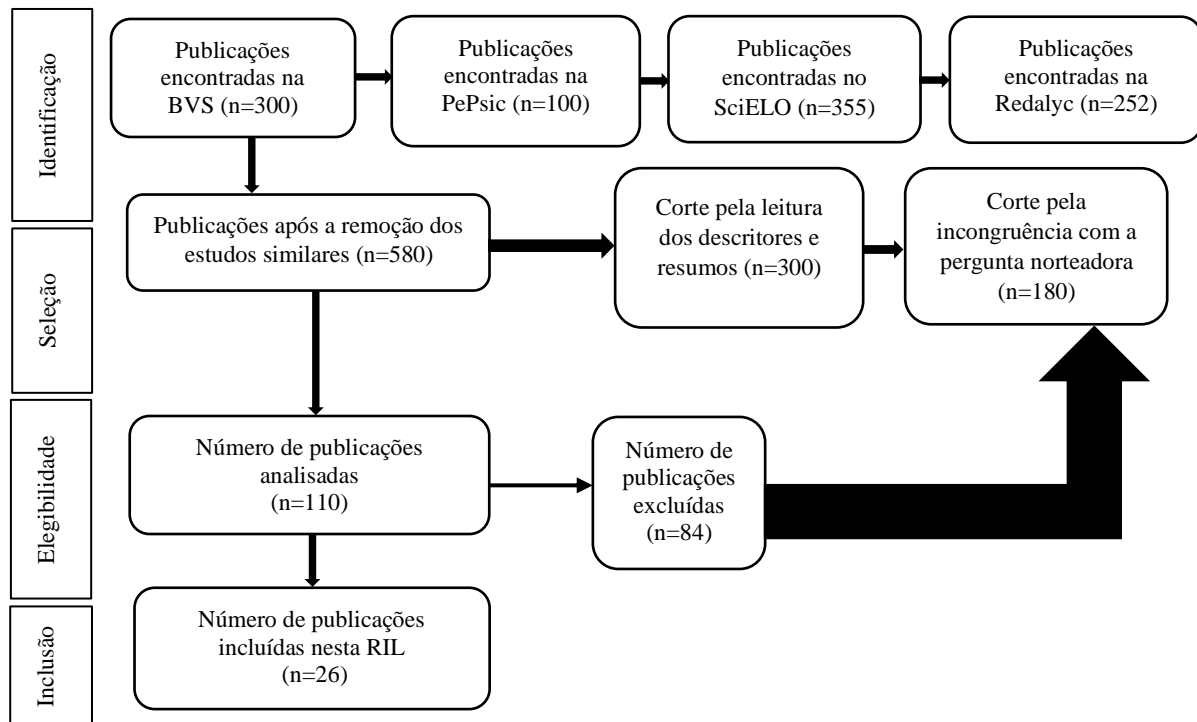 Identificação
Publicações
encontradas na
BVS (n=300)
Publicações
encontradas na
PePsic (n=100)
Publicações
encontradas no
SciELO (n=355)
Publicações
encontradas na
Redalyc (n=252)
Seleção
Publicações após a remoção dos
estudos similares (n=580)
Corte pela leitura
dos descritores e
resumos (n=300)
Corte pela
incongruência com a
pergunta norteadora
(n=180)
Elegibilidade
Número de publicações
analisadas
(n=110)
Número de
publicações
excluídas
(n=84)
Inclusão
Número de publicações
incluídas nesta RIL
(n=26)